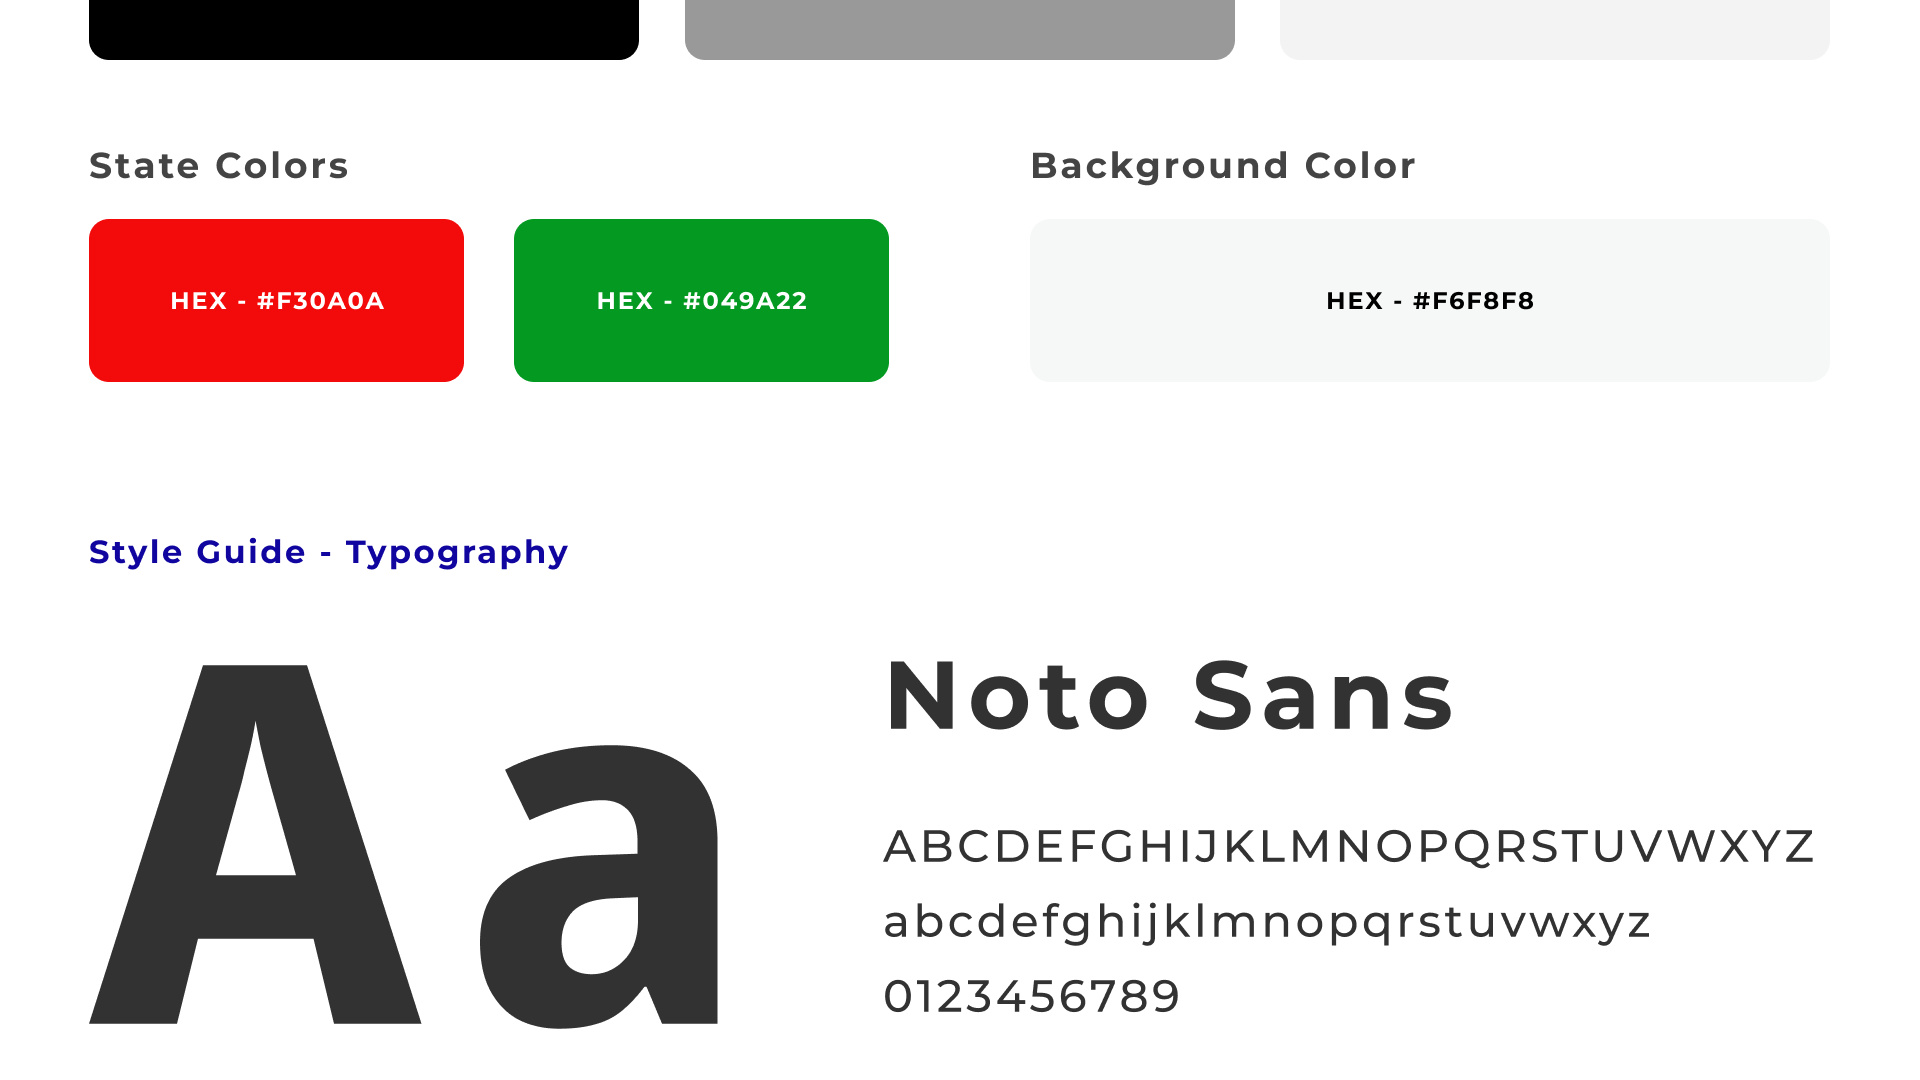 State Colors
Background Color
HEX - #F30A0A
HEX - #049A22
HEX - #F6F8F8
Style Guide - Typography
Aa
Noto Sans
ABCDEFGHIJKLMNOPQRSTUVWXYZ
abcdefghijklmnopqrstuvwxyz
0123456789